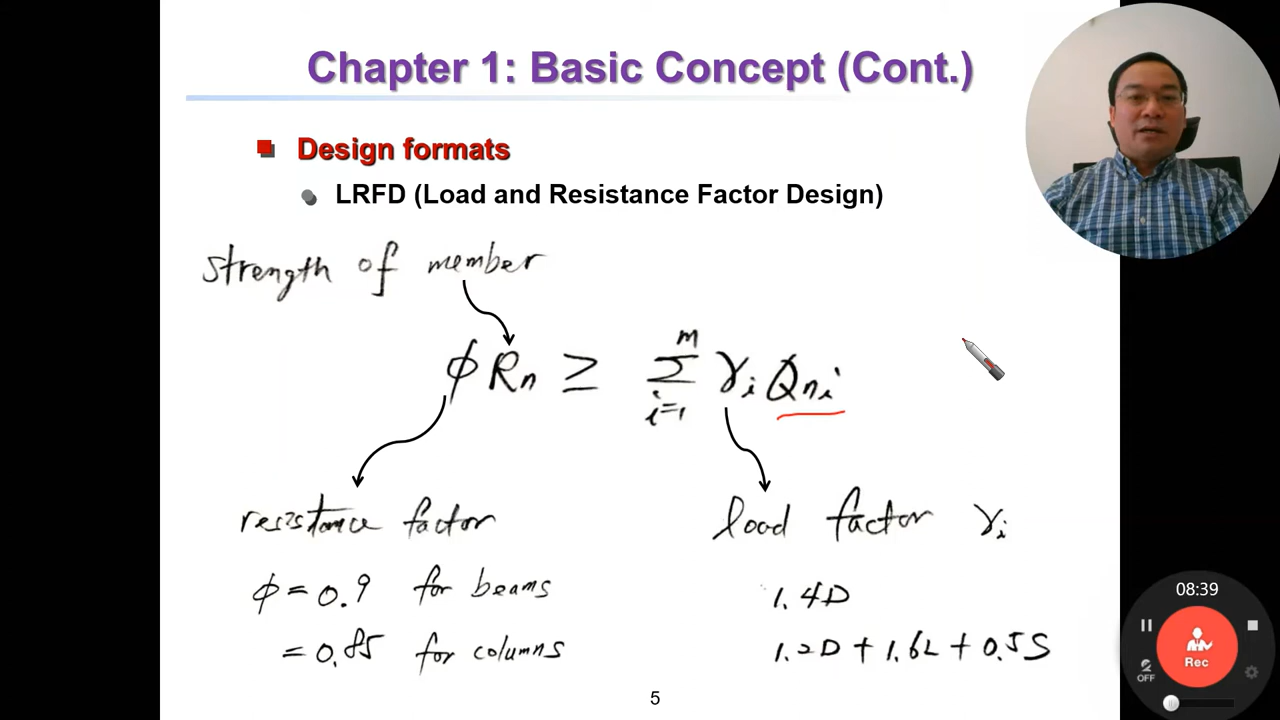 Chapter 1: Basic Concept (Cont.)
Design formats
LRFD (Load and Resistance Factor Design)
strength of member
ϕ Rn ≥ m Σ i=1 γi Qni
resistance factor
load factor γi
ϕ = 0.9 for beams
= 0.85 for columns
1.4D
1.2D + 1.6L + 0.5S
5
08:39
Rec
OFF